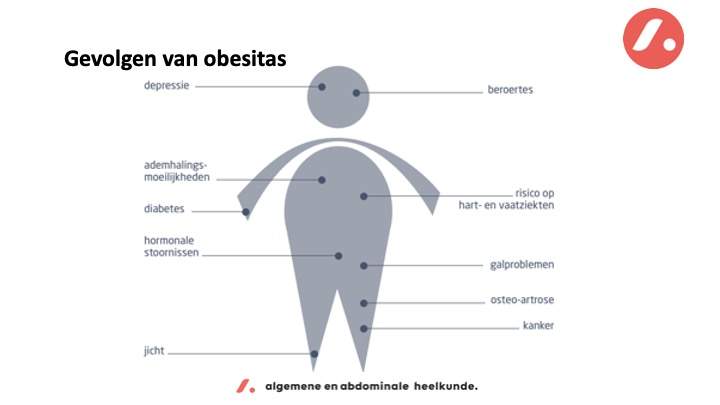 Gevolgen van obesitas
depressie
beroertes
ademhalings-
moeilijkheden
risico op
hart- en vaatziekten
diabetes
hormonale
stoornissen
galproblemen
osteo-artrose
kanker
jicht
algemene en abdominale heelkunde.